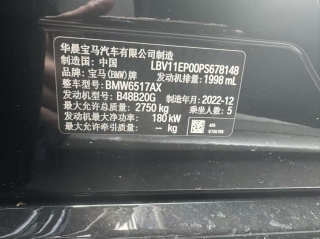 华晨宝马汽车有限公司制造
制造国：中国 LBV11EP00PS678148
品牌：宝马(BMW)牌 发动机排量：1998 mL
整车型号：BMW6517AX
发动机型号：B48B20G 2022-12
最大允许总质量：2750 kg 乘坐人数：5
发动机最大净功率：180 kW
最大允许牵引质量：-- kg